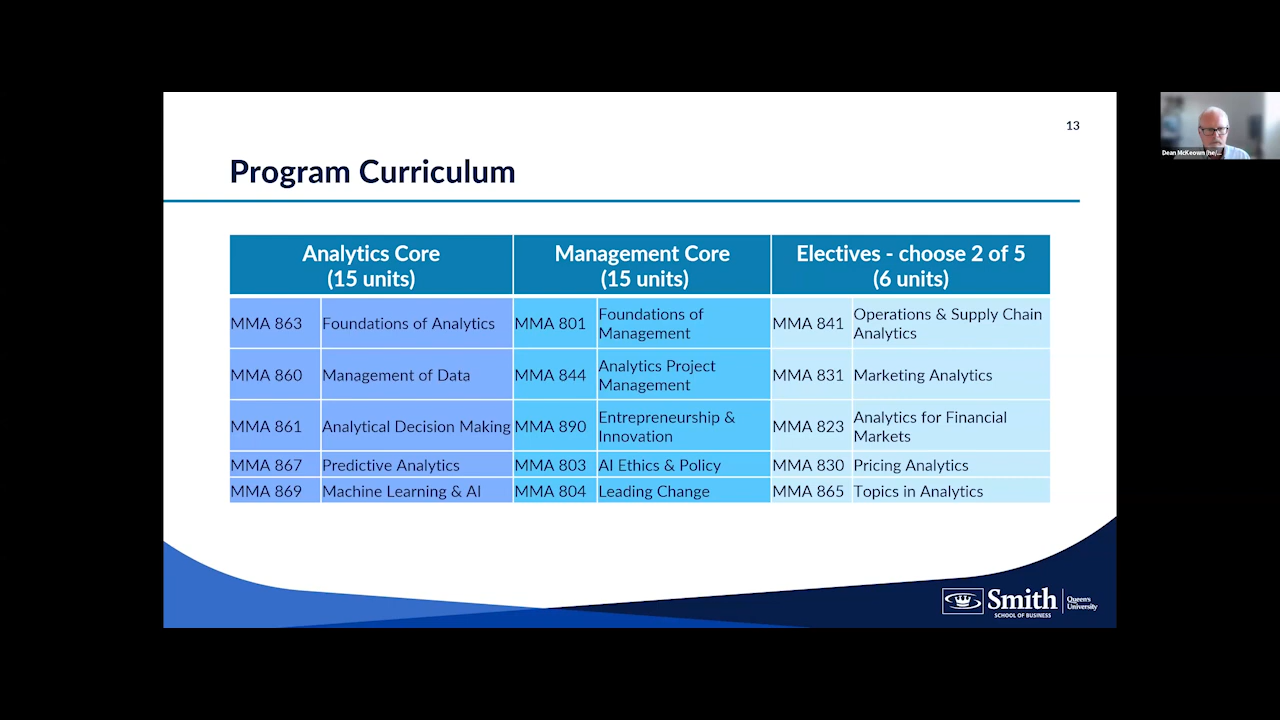 13
Program Curriculum
Analytics Core
(15 units)
Management Core
(15 units)
Electives - choose 2 of 5
(6 units)
MMA 863 Foundations of Analytics MMA 801 Foundations of
Management MMA 841 Operations & Supply Chain
Analytics
MMA 860 Management of Data MMA 844 Analytics Project
Management MMA 831 Marketing Analytics
MMA 861 Analytical Decision Making MMA 890 Entrepreneurship &
Innovation MMA 823 Analytics for Financial
Markets
MMA 867 Predictive Analytics MMA 803 AI Ethics & Policy MMA 830 Pricing Analytics
MMA 869 Machine Learning & AI MMA 804 Leading Change MMA 865 Topics in Analytics
Smith
SCHOOL OF BUSINESS
Queen's
University
Dean McKeown (he/...